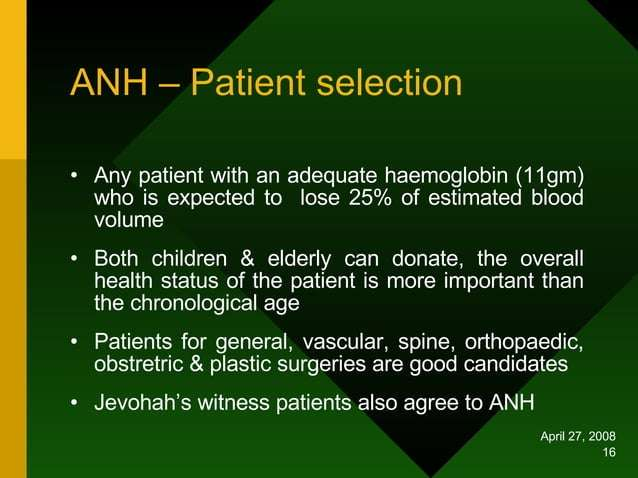 ANH – Patient selection
• Any patient with an adequate haemoglobin (11gm)
who is expected to lose 25% of estimated blood
volume
• Both children & elderly can donate, the overall
health status of the patient is more important than
the chronological age
• Patients for general, vascular, spine, orthopaedic,
obstretric & plastic surgeries are good candidates
• Jevohah's witness patients also agree to ANH
April 27, 2008
16